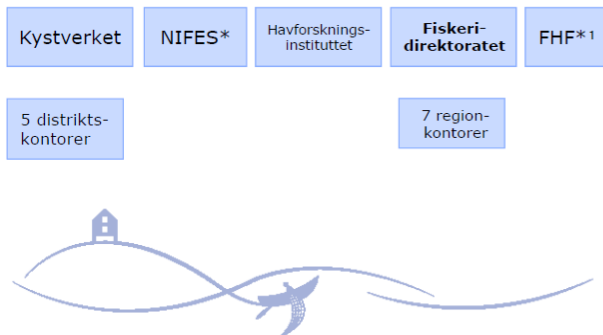 Kystverket
NIFES*
Havforsknings-
instituttet
Fiskeri-
direktoratet
FHF*¹
5 distrikts-
kontorer
7 region-
kontorer